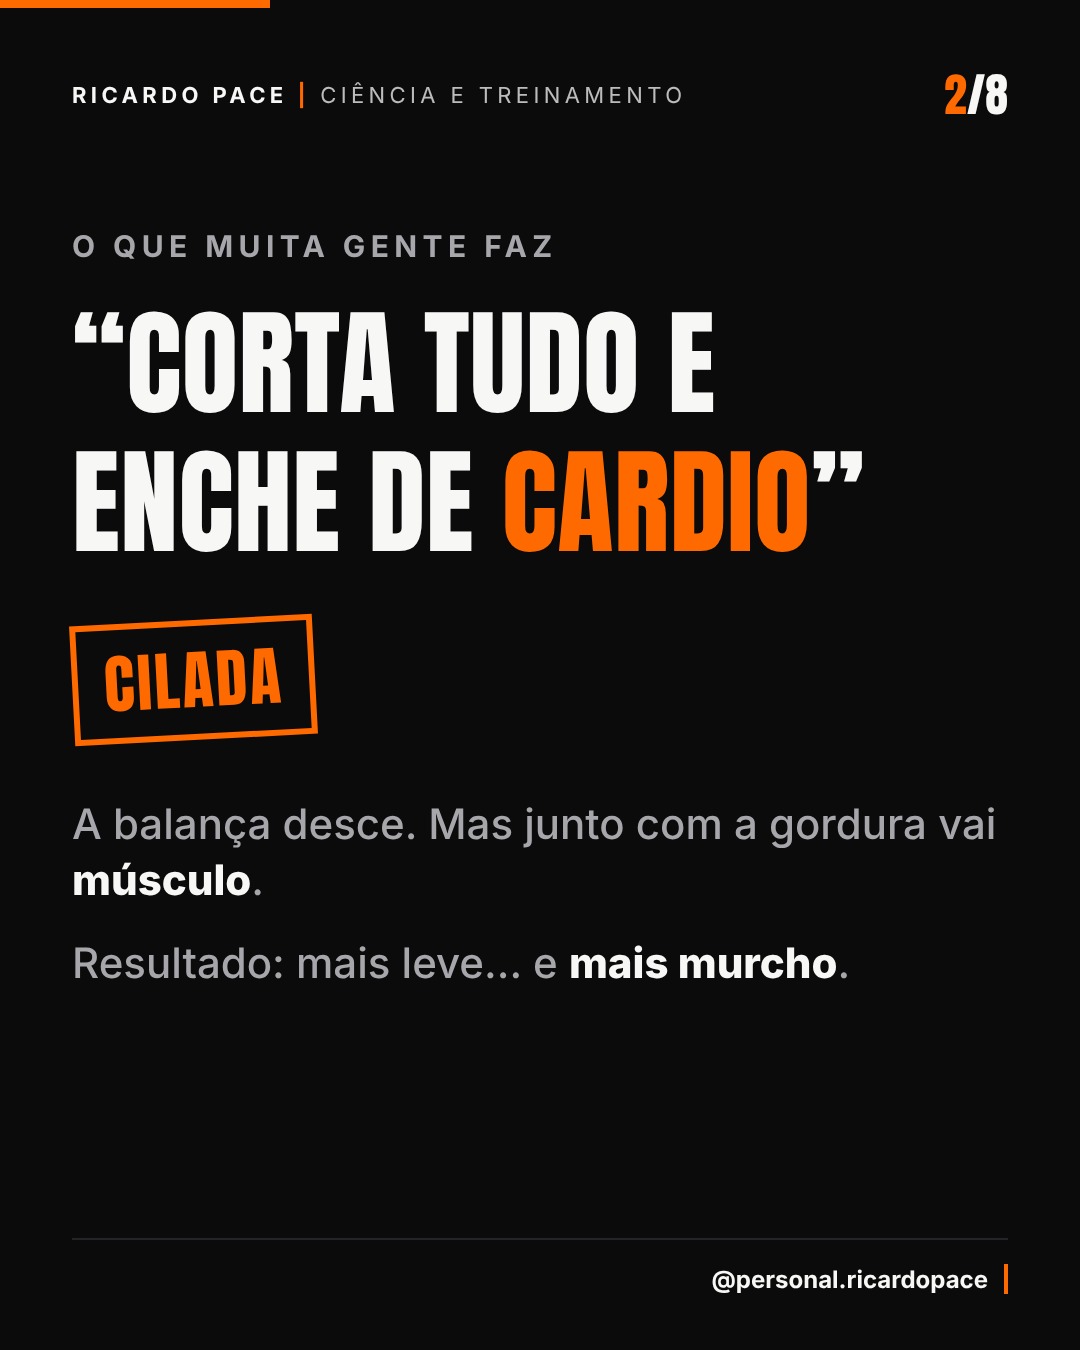 RICARDO PACE | CIÊNCIA E TREINAMENTO
2/8
O QUE MUITA GENTE FAZ
“CORTA TUDO E
ENCHE DE CARDIO”
CILADA
A balança desce. Mas junto com a gordura vai
músculo.
Resultado: mais leve... e mais murcho.
@personal.ricardopace